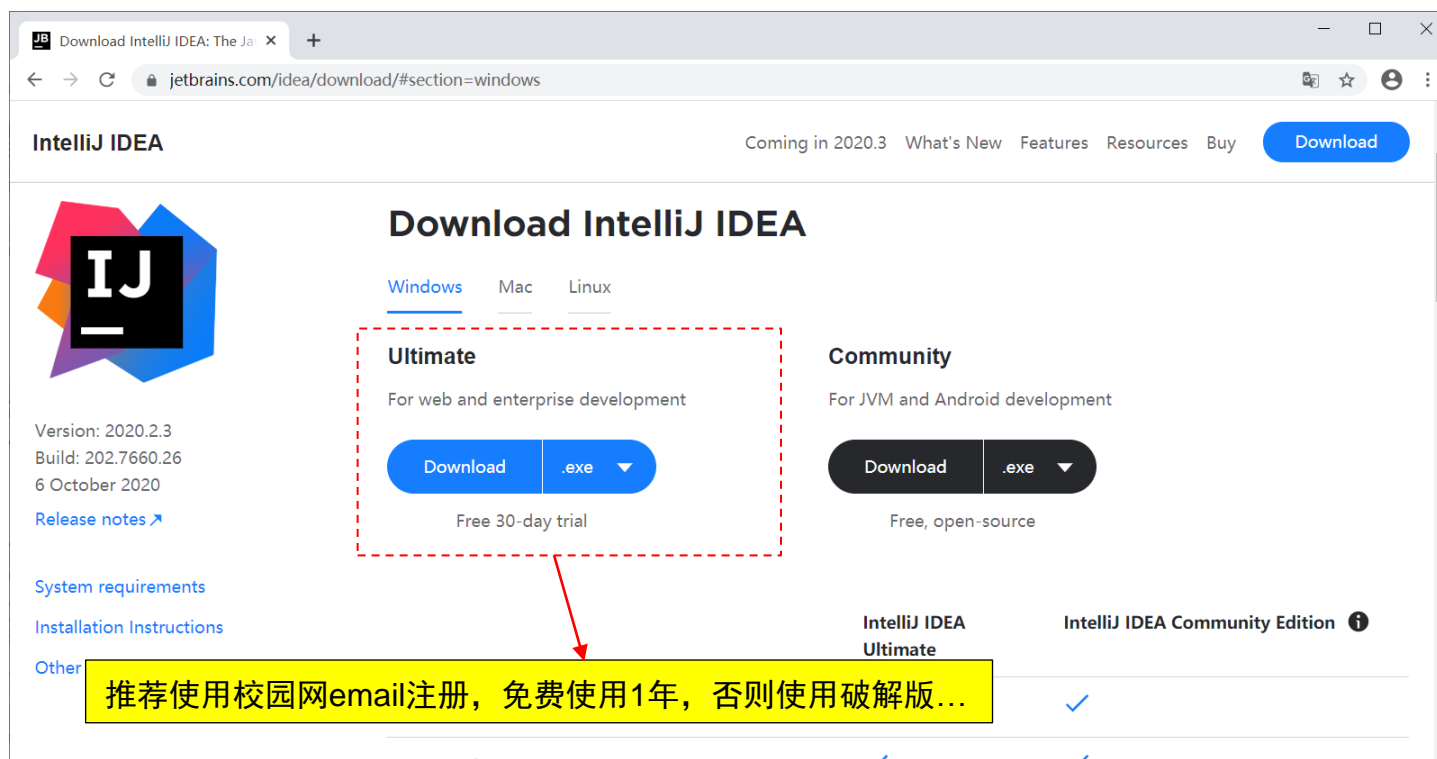 JB
Download IntelliJ IDEA: The Ja
jetbrains.com/idea/download/#section=windows
IntelliJ IDEA
Coming in 2020.3 What's New Features Resources Buy Download
IJ
Download IntelliJ IDEA
Windows Mac Linux
Ultimate
For web and enterprise development
Download .exe
Free 30-day trial
Community
For JVM and Android development
Download .exe
Free, open-source
Version: 2020.2.3
Build: 202.7660.26
6 October 2020
Release notes
System requirements
Installation Instructions
Other
IntelliJ IDEA
Ultimate
IntelliJ IDEA Community Edition
推荐使用校园网email注册，免费使用1年，否则使用破解版…